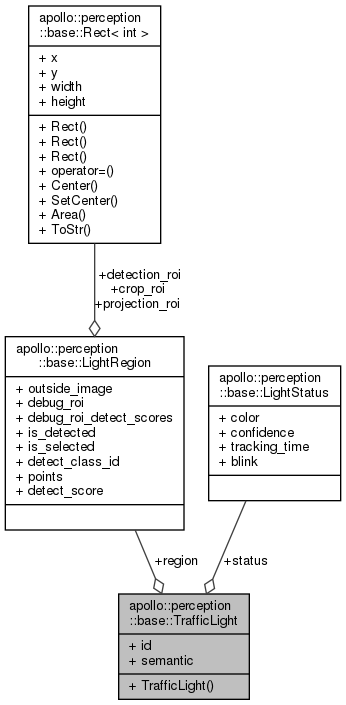 apollo::perception
::base::Rect< int >
+ x
+ y
+ width
+ height
+ Rect()
+ Rect()
+ Rect()
+ operator=()
+ Center()
+ SetCenter()
+ Area()
+ ToStr()
+detection_roi
+crop_roi
+projection_roi
apollo::perception
::base::LightRegion
+ outside_image
+ debug_roi
+ debug_roi_detect_scores
+ is_detected
+ is_selected
+ detect_class_id
+ points
+ detect_score
apollo::perception
::base::LightStatus
+ color
+ confidence
+ tracking_time
+ blink
+region
+status
apollo::perception
::base::TrafficLight
+ id
+ semantic
+ TrafficLight()